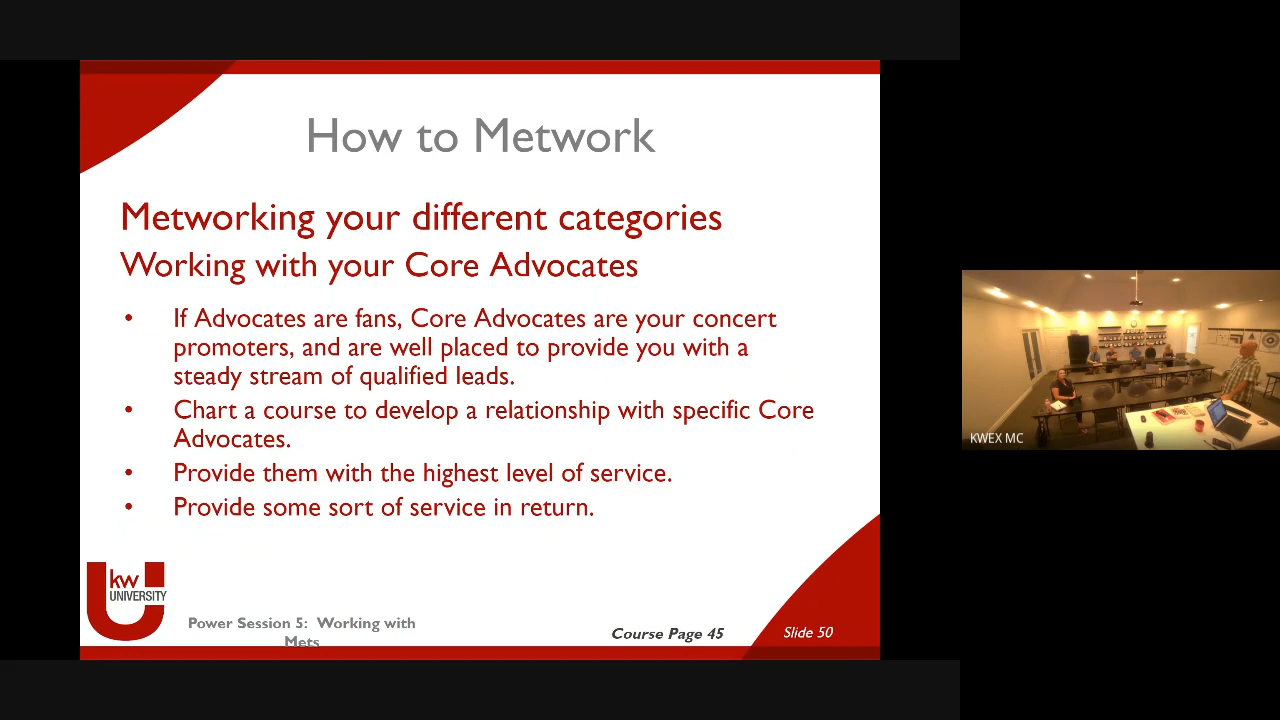 How to Metwork
Metworking your different categories
Working with your Core Advocates
• If Advocates are fans, Core Advocates are your concert
promoters, and are well placed to provide you with a
steady stream of qualified leads.
• Chart a course to develop a relationship with specific Core
Advocates.
• Provide them with the highest level of service.
• Provide some sort of service in return.
kw
UNIVERSITY
Power Session 5: Working with
Mets
Course Page 45
Slide 50
KWEX MC